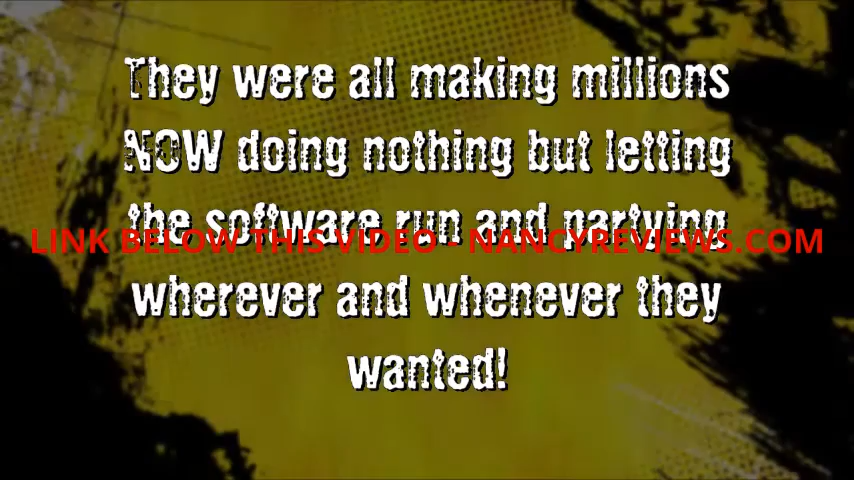 They were all making millions
NOW doing nothing but letting
the software run and partying
LINK BELOW THIS VIDEO - NANCYREVIEWS.COM
wherever and whenever they
wanted!